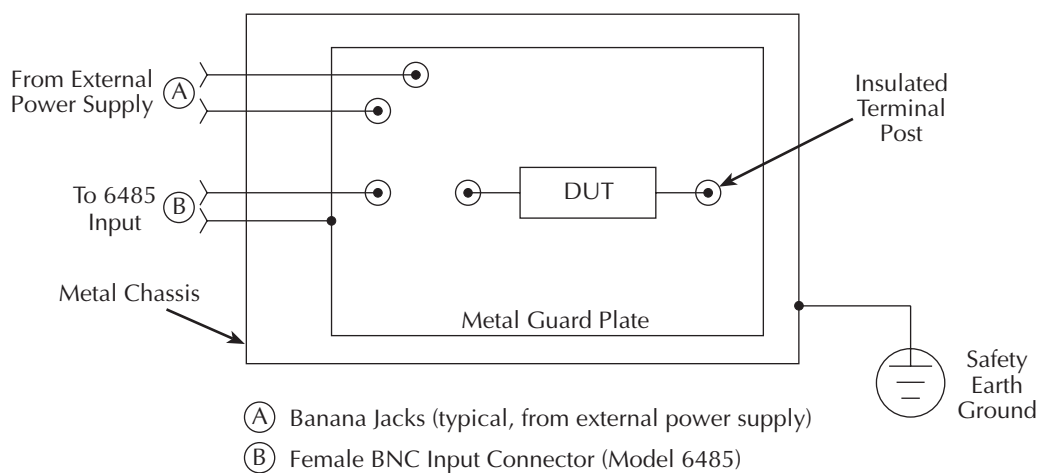 From External
Power Supply
A
To 6485
Input
B
Insulated
Terminal
Post
DUT
Metal Chassis
Metal Guard Plate
Safety
Earth
Ground
A Banana Jacks (typical, from external power supply)
B Female BNC Input Connector (Model 6485)